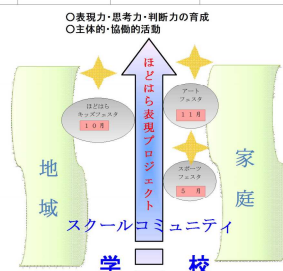 ○表現力・思考力・判断力の育成
○主体的・協働的活動
ほどはら表現プロジェクト
ほどはら
キッズフェスタ
10月
アート
フェスタ
11月
スポーツ
フェスタ
5月
地域
家庭
スクールコミュニティ
学校